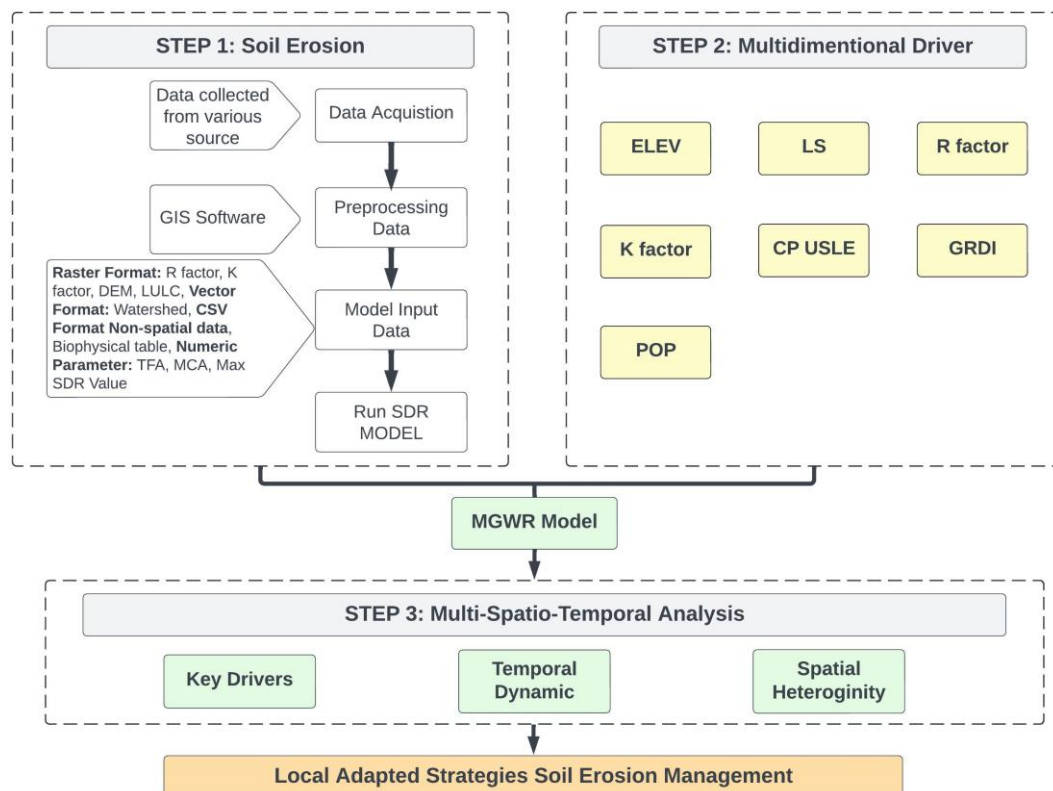 STEP 1: Soil Erosion
Data collected
from various
source
Data Acquistion
GIS Software
Preprocessing
Data
Raster Format: R factor, K
factor, DEM, LULC, Vector
Format: Watershed, CSV
Format Non-spatial data,
Biophysical table, Numeric
Parameter: TFA, MCA, Max
SDR Value
Model Input
Data
Run SDR
MODEL
STEP 2: Multidimentional Driver
ELEV
LS
R factor
K factor
CP USLE
GRDI
POP
MGWR Model
STEP 3: Multi-Spatio-Temporal Analysis
Key Drivers
Temporal
Dynamic
Spatial
Heteroginity
Local Adapted Strategies Soil Erosion Management